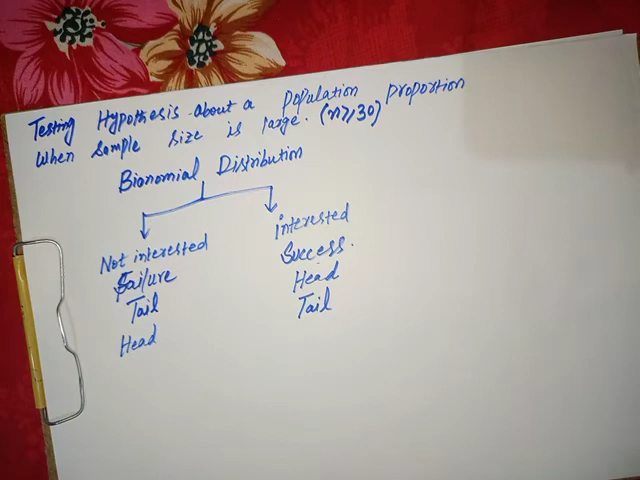 Testing Hypothesis about a population proportion
when sample size is large. (n≥30)
Bionomial Distribution
Not interested
Failure
Tail
Head
interested
Success.
Head
Tail